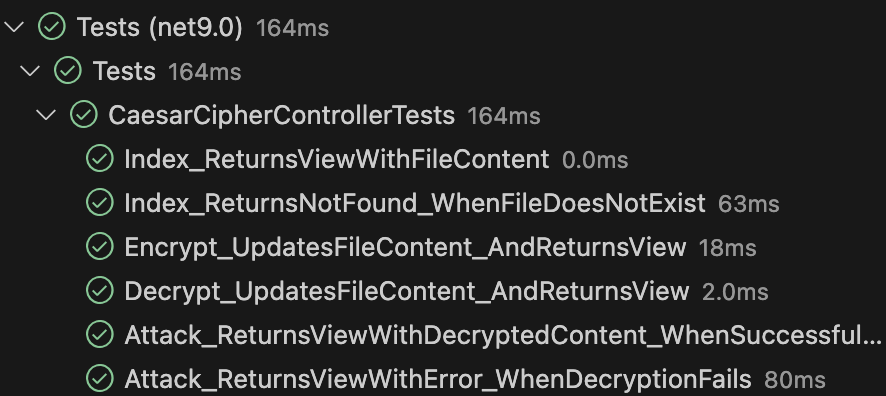 Tests (net9.0) 164ms
Tests 164ms
CaesarCipherControllerTests 164ms
Index_ReturnsViewWithFileContent 0.0ms
Index_ReturnsNotFound_WhenFileDoesNotExist 63ms
Encrypt_UpdatesFileContent_AndReturnsView 18ms
Decrypt_UpdatesFileContent_AndReturnsView 2.0ms
Attack_ReturnsViewWithDecryptedContent_WhenSuccessful...
Attack_ReturnsViewWithError_WhenDecryptionFails 80ms